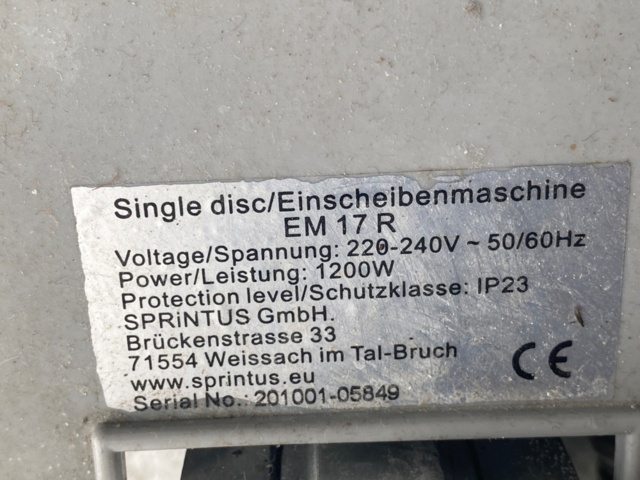 Single disc/Einscheibenmaschine
EM 17 R
Voltage/Spannung: 220-240V ~ 50/60Hz
Power/Leistung: 1200W
Protection level/Schutzklasse: IP23
SPRiNTUS GmbH.
Brückenstrasse 33
71554 Weissach im Tal-Bruch
www.sprintus.eu
CE
Serial No.: 201001-05849